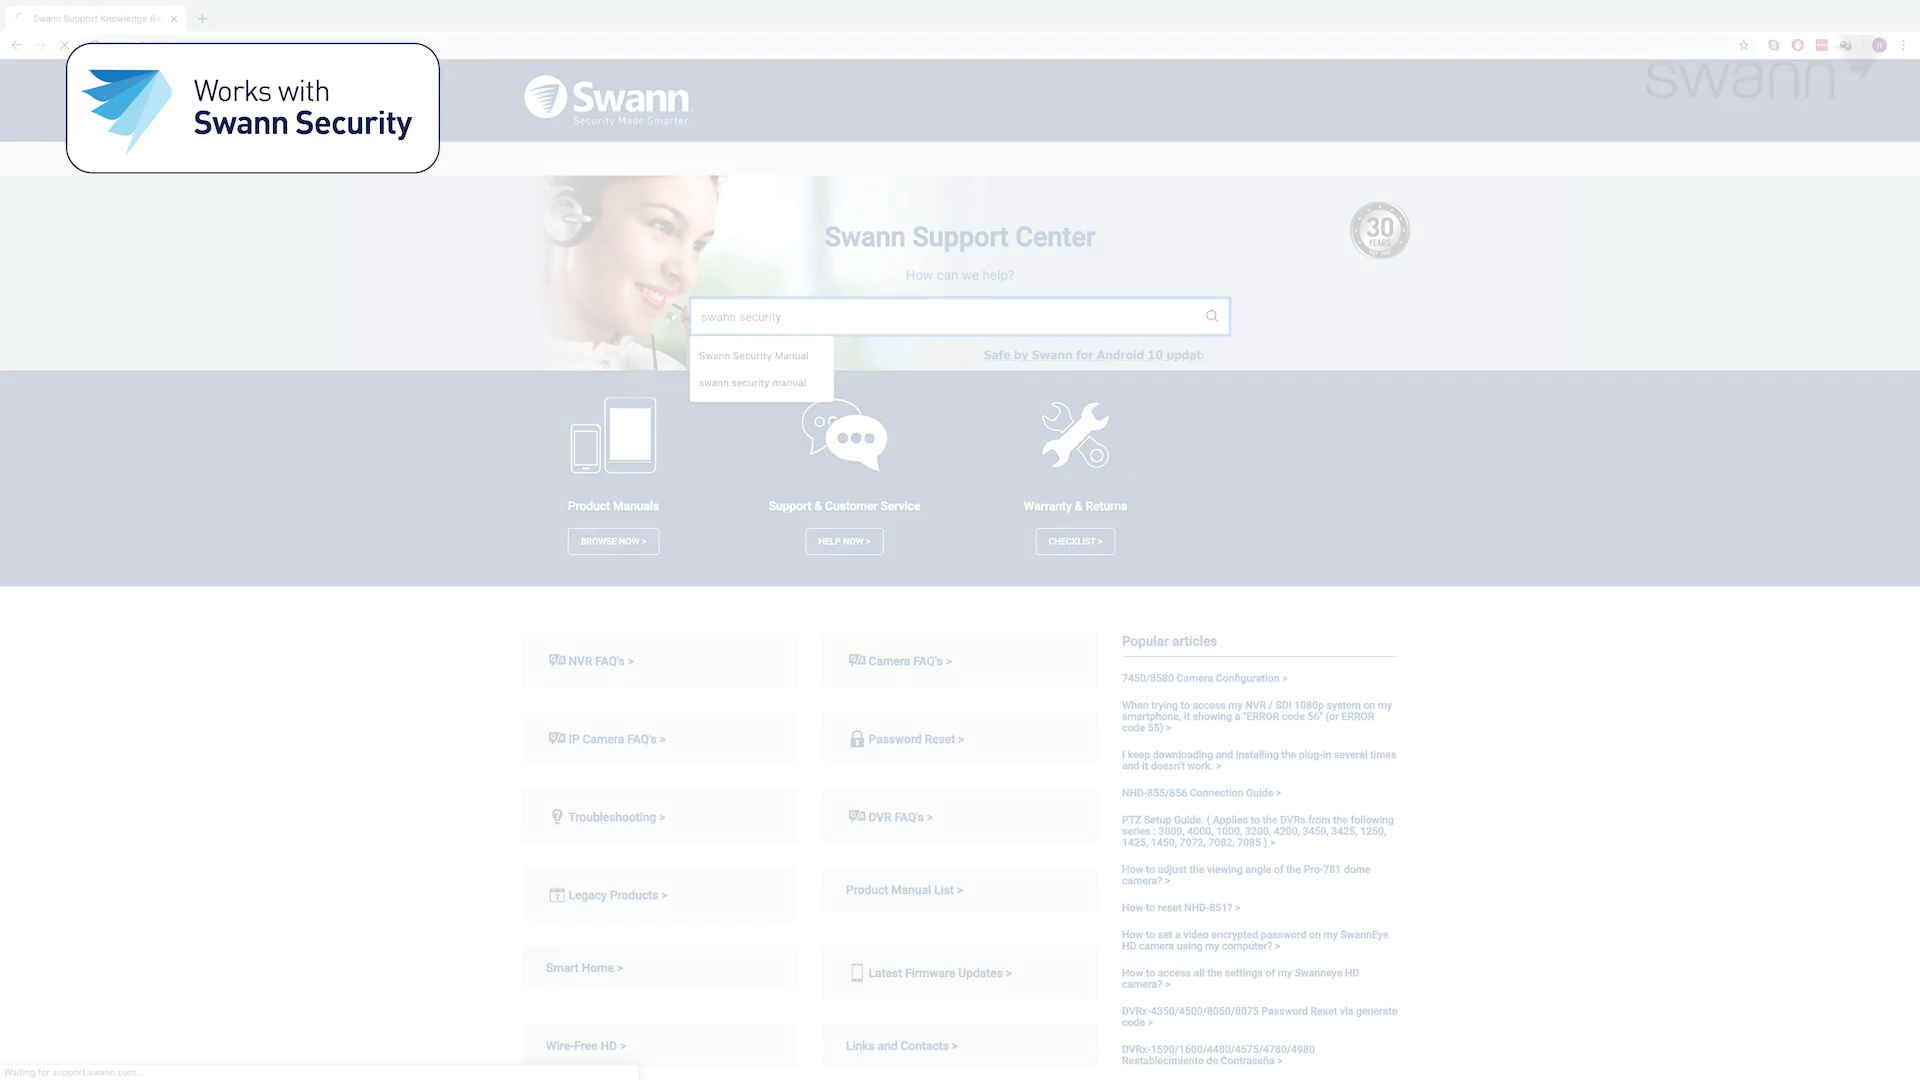 Swann Support Knowledge Ba
Works with
Swann Security
Swann
Security Made Smarter
swann
Swann Support Center
30
YEARS
How can we help?
swann security
Swann Security Manual
swann security manual
Safe by Swann for Android 10 updat
Product Manuals
Support & Customer Service
Warranty & Returns
BROWSE NOW >
HELP NOW >
CHECKLIST >
NVR FAQ's >
Camera FAQ's >
IP Camera FAQ's >
Password Reset >
Troubleshooting >
DVR FAQ's >
Legacy Products >
Product Manual List >
Smart Home >
Latest Firmware Updates >
Wire-Free HD >
Links and Contacts >
Popular articles
7450/8580 Camera Configuration >
When trying to access my NVR / SDI 1080p system on my
smartphone, it showing a "ERROR code 56" (or ERROR
code 55) >
I keep downloading and installing the plug-in several times
and it doesn't work. >
NHD-855/856 Connection Guide >
PTZ Setup Guide. ( Applies to the DVRs from the following
series : 3000, 4000, 1000, 3200, 4200, 3450, 3425, 1250,
1425, 1450, 7072, 7082, 7085 ) >
How to adjust the viewing angle of the Pro-781 dome
camera? >
How to reset NHD-851? >
How to set a video encrypted password on my SwannEye
HD camera using my computer? >
How to access all the settings of my Swanneye HD
camera? >
DVRx-4350/4500/8050/8075 Password Reset via generate
code >
DVRx-1590/1600/4480/4575/4780/4980
Restablecimiento de Contraseña >
Waiting for support.swann.com...